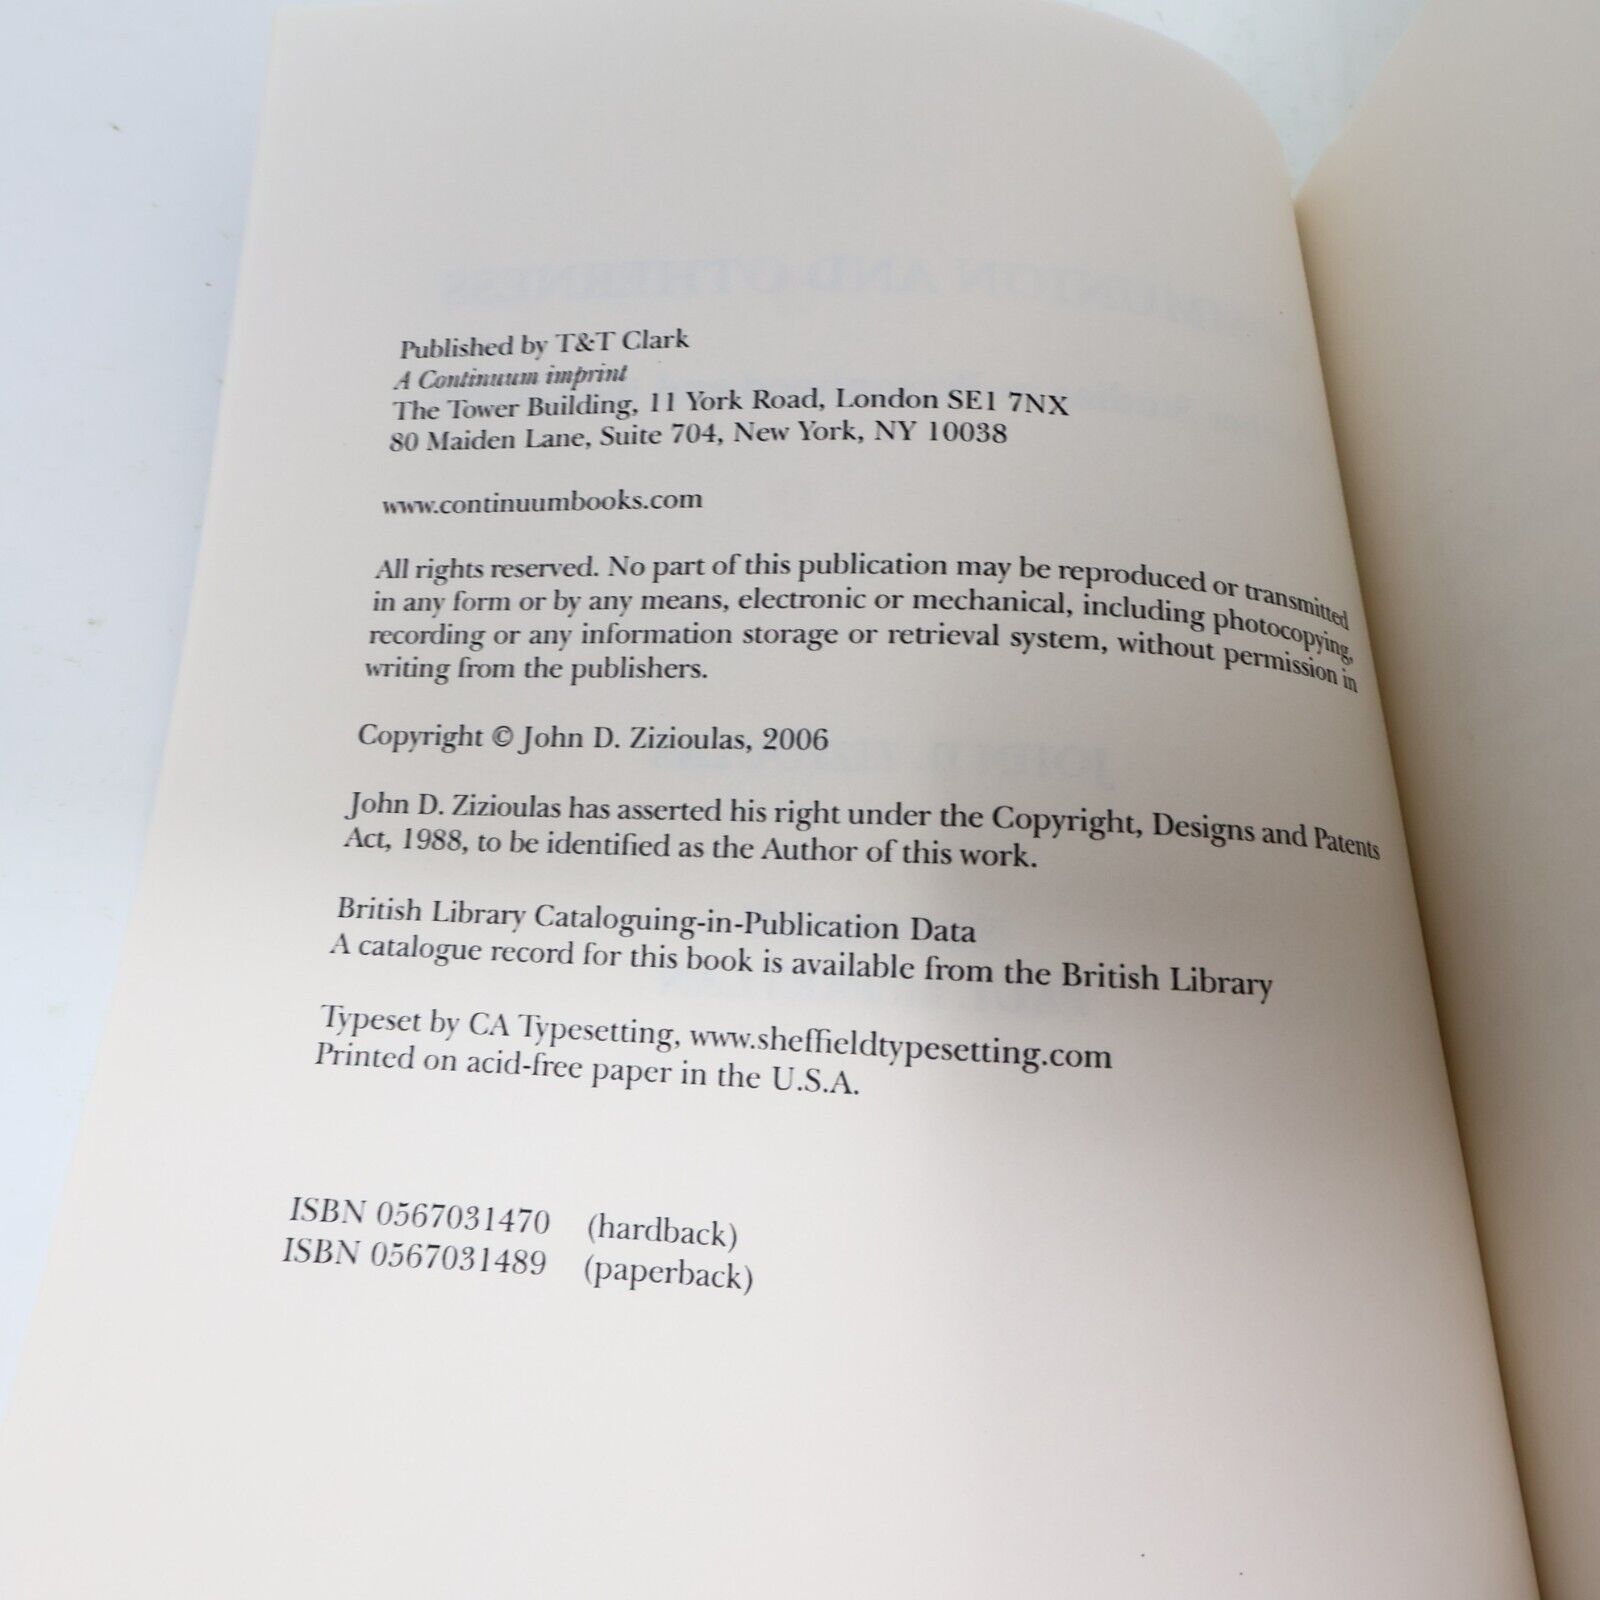 Published by T&T Clark
A Continuum imprint
The Tower Building, 11 York Road, London SE1 7NX
80 Maiden Lane, Suite 704, New York, NY 10038
www.continuumbooks.com
All rights reserved. No part of this publication may be reproduced or transmitted
in any form or by any means, electronic or mechanical, including photocopying,
recording or any information storage or retrieval system, without permission in
writing from the publishers.
Copyright © John D. Zizioulas, 2006
John D. Zizioulas has asserted his right under the Copyright, Designs and Patents
Act, 1988, to be identified as the Author of this work.
British Library Cataloguing-in-Publication Data
A catalogue record for this book is available from the British Library
Typeset by CA Typesetting, www.sheffieldtypesetting.com
Printed on acid-free paper in the U.S.A.
ISBN 0567031470 (hardback)
ISBN 0567031489 (paperback)